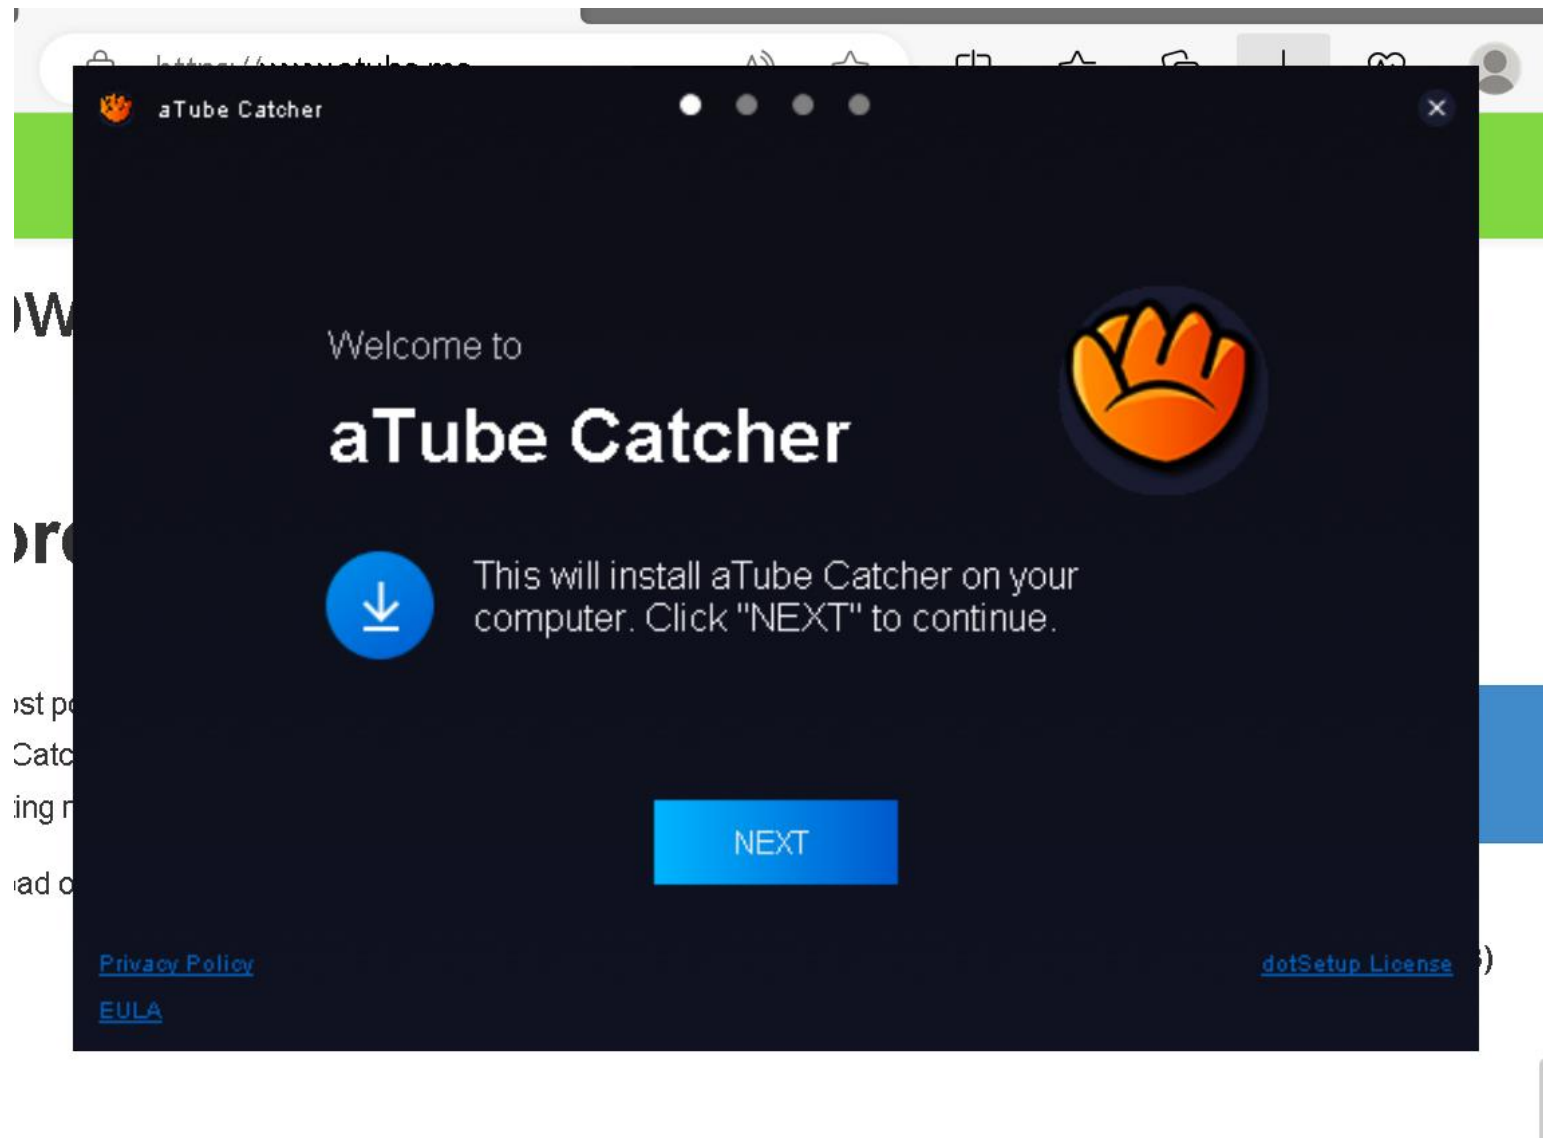 aTube Catcher
Welcome to
aTube Catcher
This will install aTube Catcher on your
computer. Click "NEXT" to continue.
NEXT
Privacy Policy
dotSetup License
EULA